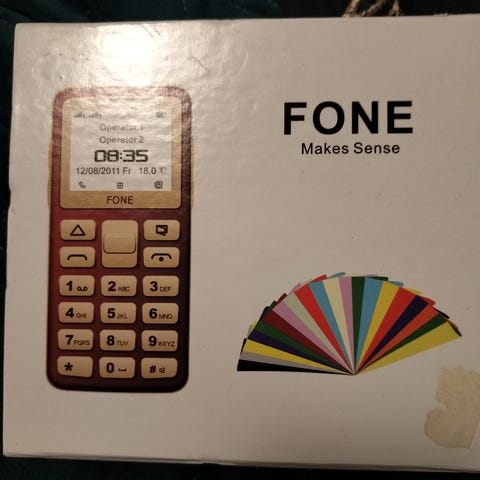 FONE
Makes Sense
Operator 1
Operator 2
08:35
12/08/2011 Fr 18.0 ℃
FONE
1
2 ABC 3 DEF
4 GHI 5 JKL 6 MNO
7 PQRS 8 TUV 9 WXYZ
* 0 #